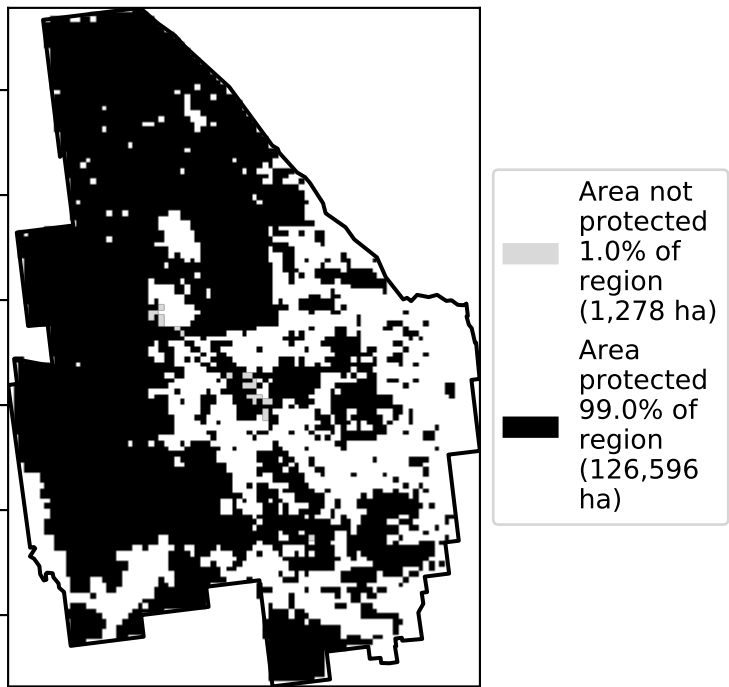 Area not
protected
1.0% of
region
(1,278 ha)
Area
protected
99.0% of
region
(126,596
ha)